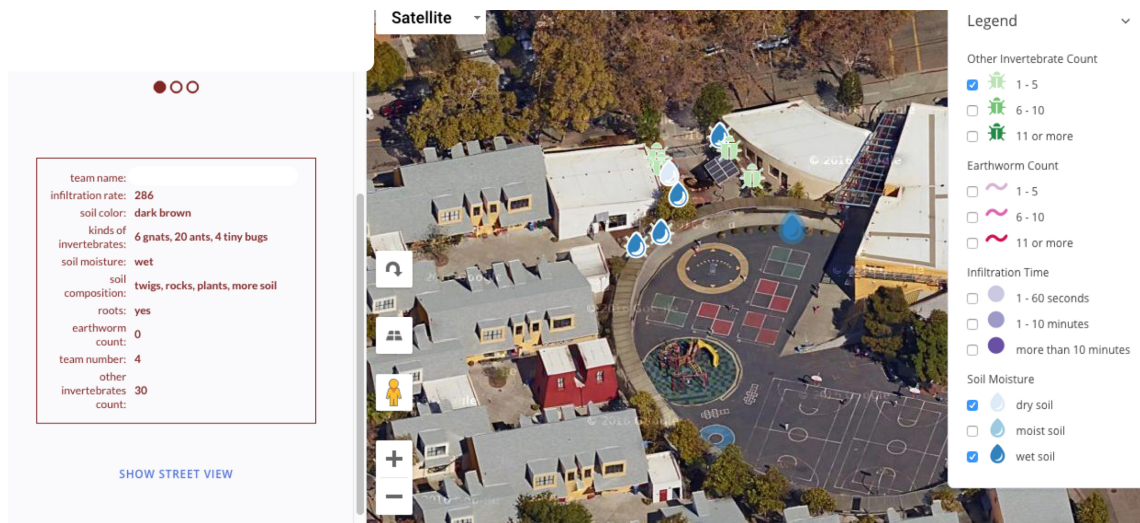 Satellite
team name:
infiltration rate: 286
soil color: dark brown
kinds of
invertebrates: 6 gnats, 20 ants, 4 tiny bugs
soil moisture: wet
soil
composition: twigs, rocks, plants, more soil
roots: yes
earthworm
count: 0
team number: 4
other
invertebrates 30
count:
SHOW STREET VIEW
© 2016 Google
Legend
Other Invertebrate Count
1 - 5
6 - 10
11 or more
Earthworm Count
1 - 5
6 - 10
11 or more
Infiltration Time
1 - 60 seconds
1 - 10 minutes
more than 10 minutes
Soil Moisture
dry soil
moist soil
wet soil